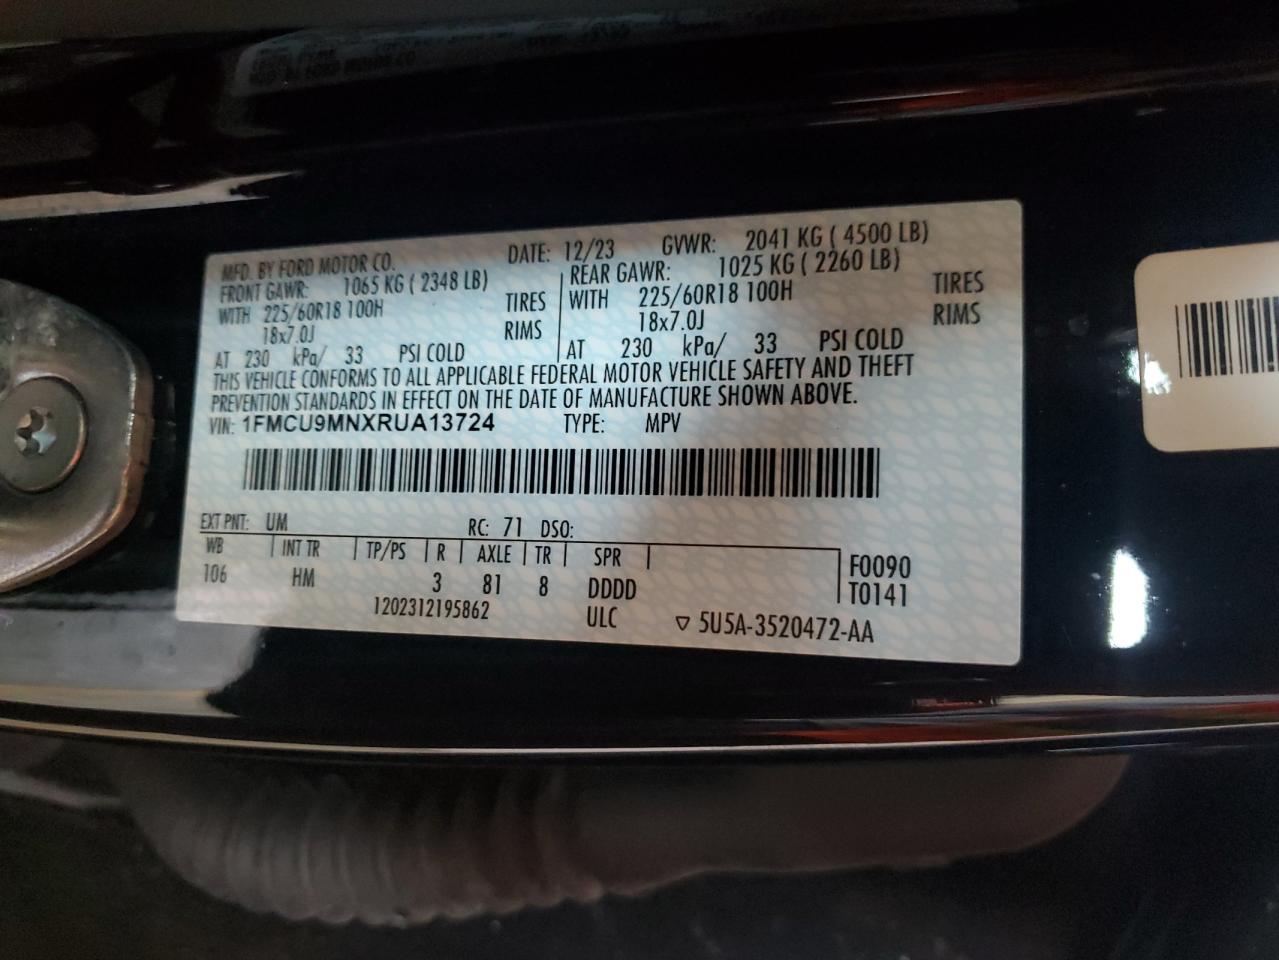 MFD. BY FORD MOTOR CO. DATE: 12/23 GVWR: 2041 KG ( 4500 LB)
FRONT GAWR: 1065 KG ( 2348 LB) REAR GAWR: 1025 KG ( 2260 LB)
WITH 225/60R18 100H TIRES WITH 225/60R18 100H TIRES
18x7.0J RIMS 18x7.0J RIMS
AT 230 kPa/ 33 PSI COLD AT 230 kPa/ 33 PSI COLD
THIS VEHICLE CONFORMS TO ALL APPLICABLE FEDERAL MOTOR VEHICLE SAFETY AND THEFT
PREVENTION STANDARDS IN EFFECT ON THE DATE OF MANUFACTURE SHOWN ABOVE.
VIN: 1FMCU9MNXRUA13724 TYPE: MPV
EXT PNT: UM RC: 71 DSO:
WB INT TR TP/PS R AXLE TR SPR F0090
106 HM 3 81 8 DDDD T0141
1202312195862 ULC ▽ 5U5A-3520472-AA